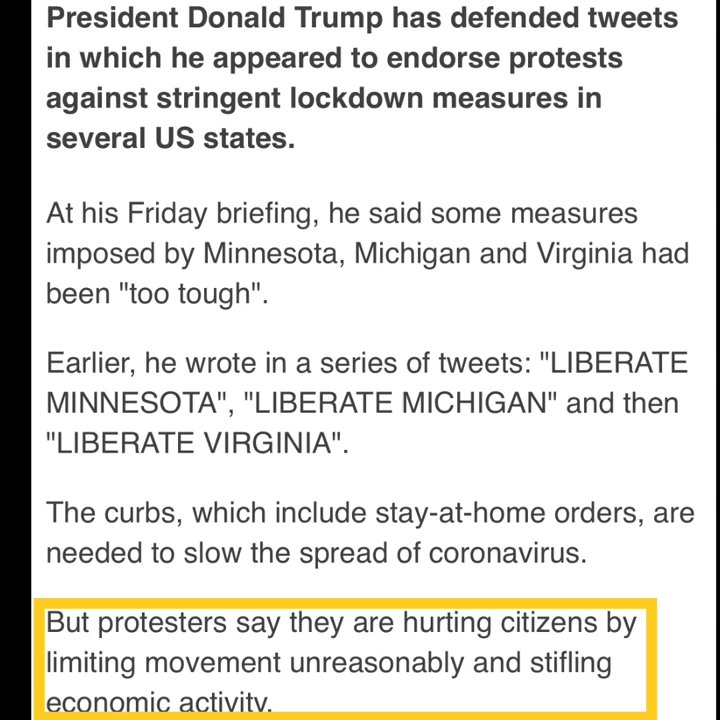 President Donald Trump has defended tweets
in which he appeared to endorse protests
against stringent lockdown measures in
several US states.
At his Friday briefing, he said some measures
imposed by Minnesota, Michigan and Virginia had
been "too tough".
Earlier, he wrote in a series of tweets: "LIBERATE
MINNESOTA", "LIBERATE MICHIGAN" and then
"LIBERATE VIRGINIA".
The curbs, which include stay-at-home orders, are
needed to slow the spread of coronavirus.
But protesters say they are hurting citizens by
limiting movement unreasonably and stifling
economic activity.